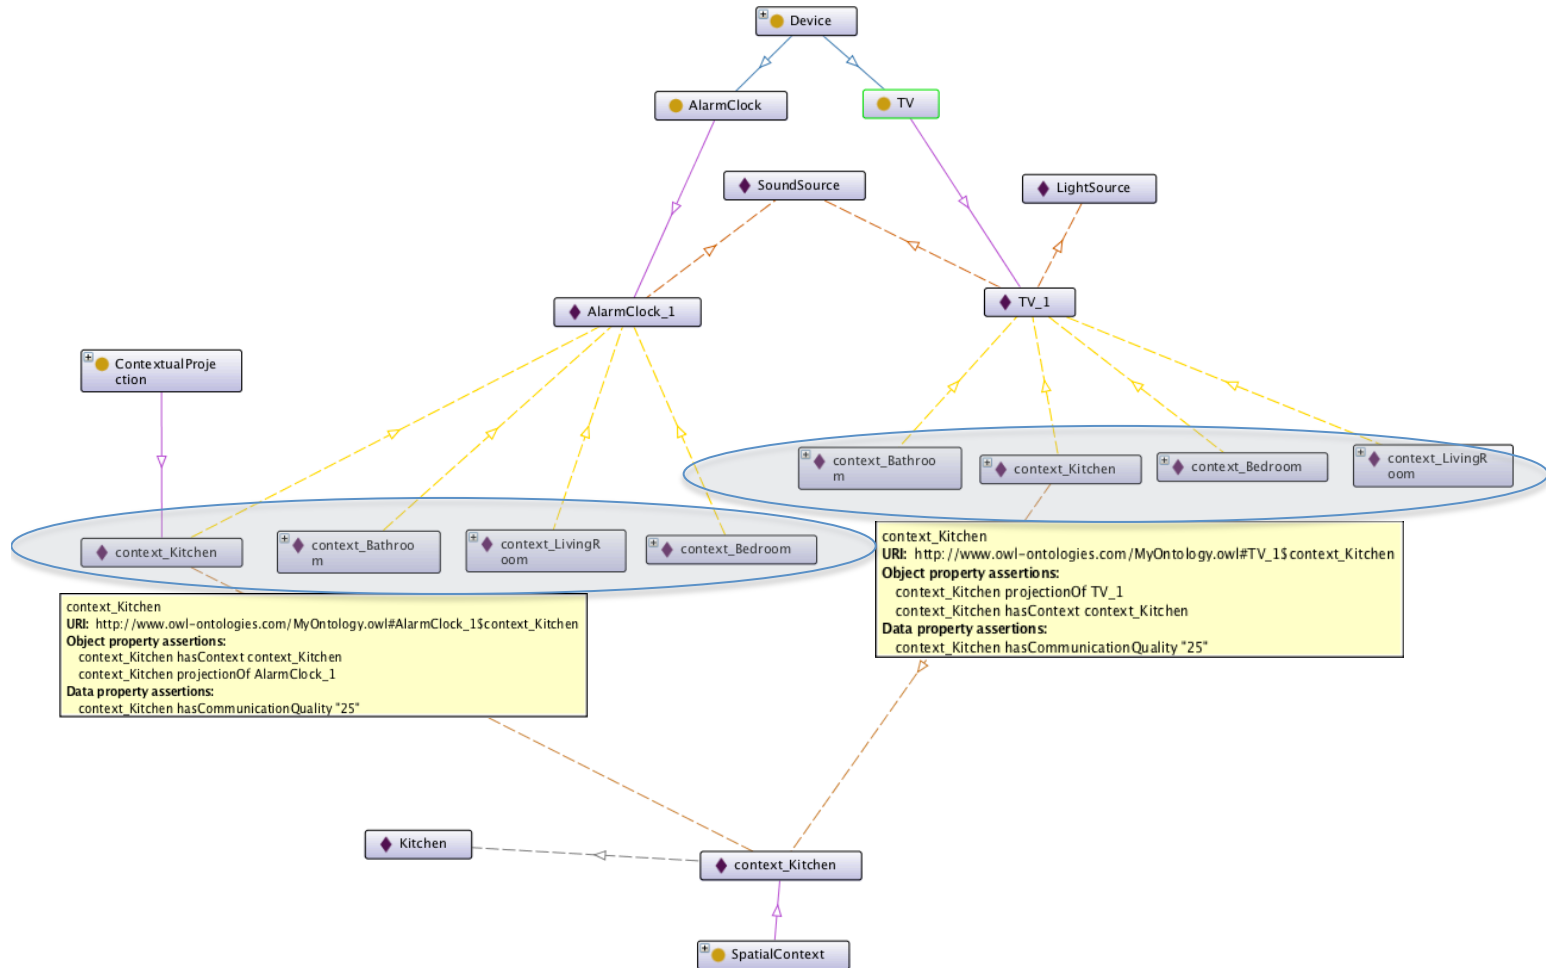 Device
AlarmClock
TV
SoundSource
LightSource
AlarmClock_1
TV_1
ContextualProje
ction
context_Bathroo
m
context_Kitchen
context_Bedroom
context_LivingR
oom
context_Kitchen
context_Bathroo
m
context_LivingR
oom
context_Bedroom
context_Kitchen
URI: http://www.owl-ontologies.com/MyOntology.owl#TV_1$context_Kitchen
Object property assertions:
context_Kitchen projectionOf TV_1
context_Kitchen hasContext context_Kitchen
Data property assertions:
context_Kitchen hasCommunicationQuality "25"
context_Kitchen
URI: http://www.owl-ontologies.com/MyOntology.owl#AlarmClock_1$context_Kitchen
Object property assertions:
context_Kitchen hasContext context_Kitchen
context_Kitchen projectionOf AlarmClock_1
Data property assertions:
context_Kitchen hasCommunicationQuality "25"
Kitchen
context_Kitchen
SpatialContext